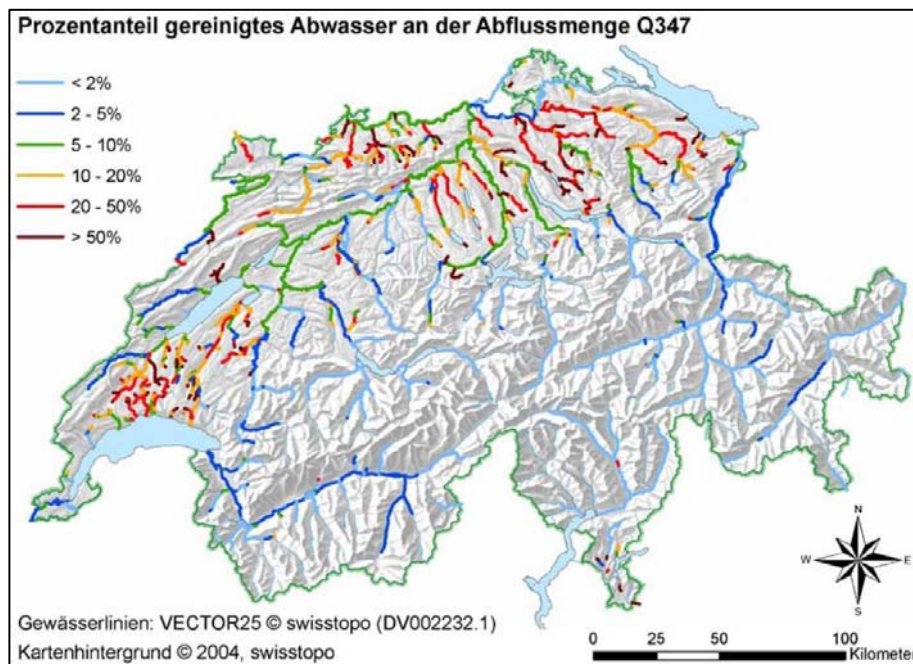 Prozentanteil gereinigtes Abwasser an der Abflussmenge Q347
< 2%
2 - 5%
5 - 10%
10 - 20%
20 - 50%
> 50%
N
W E
S
Gewässerlinien: VECTOR25 © swisstopo (DV002232.1)
Kartenhintergrund © 2004, swisstopo
0 25 50 100
Kilometer